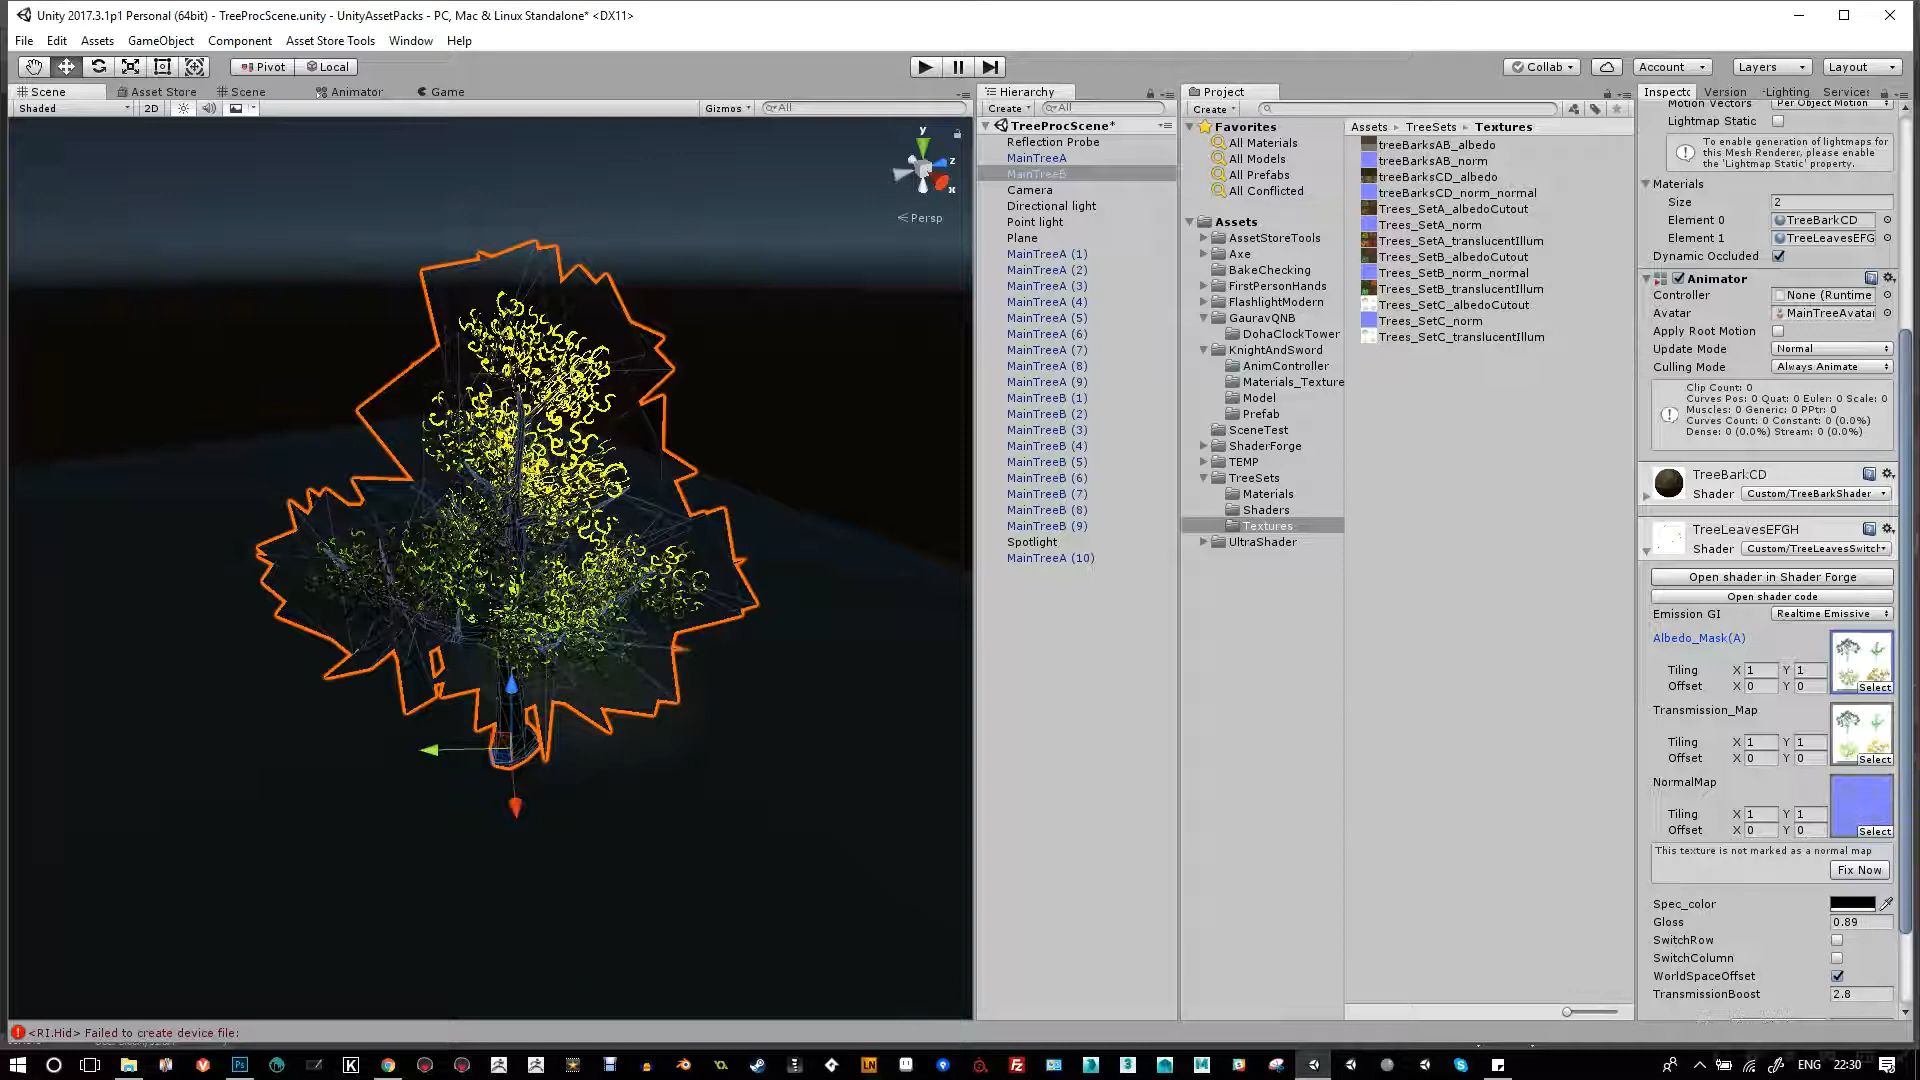 Unity 2017.3.1p1 Personal (64bit) - TreeProcScene.unity - UnityAssetPacks - PC, Mac & Linux Standalone* <DX11>
File Edit Assets GameObject Component Asset Store Tools Window Help
Pivot Local Collab Account Layers Layout
Scene Asset Store Scene Animator Game
Shaded 2D Gizmos All
y
z
x
Persp
Hierarchy
Create All
TreeProcScene*
Reflection Probe
MainTreeA
MainTreeB
Camera
Directional light
Point light
Plane
MainTreeA (1)
MainTreeA (2)
MainTreeA (3)
MainTreeA (4)
MainTreeA (5)
MainTreeA (6)
MainTreeA (7)
MainTreeA (8)
MainTreeA (9)
MainTreeB (1)
MainTreeB (2)
MainTreeB (3)
MainTreeB (4)
MainTreeB (5)
MainTreeB (6)
MainTreeB (7)
MainTreeB (8)
MainTreeB (9)
Spotlight
MainTreeA (10)
Project
Create
Favorites
All Materials
All Models
All Prefabs
All Conflicted
Assets
AssetStoreTools
Axe
BakeChecking
FirstPersonHands
FlashlightModern
GauravQNB
DohaClockTower
KnightAndSword
AnimController
Materials_Texture
Model
Prefab
SceneTest
ShaderForge
TEMP
TreeSets
Materials
Shaders
Textures
UltraShader
Assets TreeSets Textures
treeBarksAB_albedo
treeBarksAB_norm
treeBarksCD_albedo
treeBarksCD_norm_normal
Trees_SetA_albedoCutout
Trees_SetA_norm
Trees_SetA_translucentIllum
Trees_SetB_albedoCutout
Trees_SetB_norm_normal
Trees_SetB_translucentIllum
Trees_SetC_albedoCutout
Trees_SetC_norm
Trees_SetC_translucentIllum
Inspecto Version Lighting Services
Motion Vectors Per Object Motion
Lightmap Static
To enable generation of lightmaps for
this Mesh Renderer, please enable
the 'Lightmap Static' property.
Materials
Size 2
Element 0 TreeBarkCD
Element 1 TreeLeavesEFG
Dynamic Occluded
Animator
Controller None (Runtime
Avatar MainTreeAvatar
Apply Root Motion
Update Mode Normal
Culling Mode Always Animate
Clip Count: 0
Curves Pos: 0 Quat: 0 Euler: 0 Scale: 0
Muscles: 0 Generic: 0 PPtr: 0
Curves Count: 0 Constant: 0 (0.0%)
Dense: 0 (0.0%) Stream: 0 (0.0%)
TreeBarkCD
Shader Custom/TreeBarkShader
TreeLeavesEFGH
Shader Custom/TreeLeavesSwitch
Open shader in Shader Forge
Open shader code
Emission GI Realtime Emissive
Albedo_Mask(A)
Tiling X 1 Y 1
Offset X 0 Y 0 Select
Transmission_Map
Tiling X 1 Y 1
Offset X 0 Y 0 Select
NormalMap
Tiling X 1 Y 1
Offset X 0 Y 0 Select
This texture is not marked as a normal map
Fix Now
Spec_color
Gloss 0.89
SwitchRow
SwitchColumn
WorldSpaceOffset
TransmissionBoost 2.8
<RI.Hid> Failed to create device file:
22:30